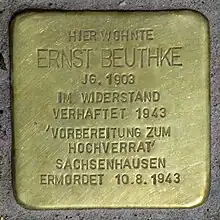 HIER WOHNTE
ERNST BEUTHKE
JG. 1903
IM WIDERSTAND
VERHAFTET 1943
'VORBEREITUNG ZUM
HOCHVERRAT'
SACHSENHAUSEN
ERMORDET 10.8.1943